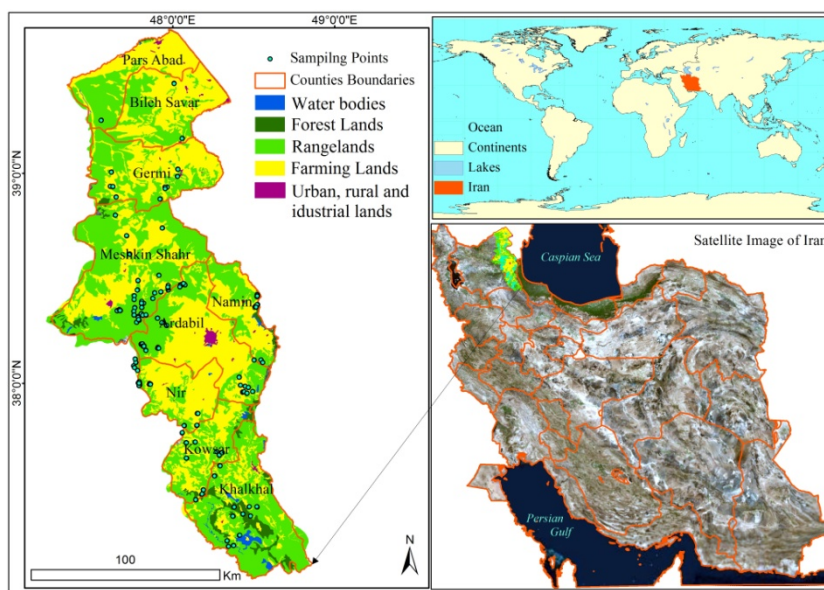 48°0'0"E
49°0'0"E
39°0'0"N
38°0'0"N
Pars Abad
Bileh Savar
Germi
Meshkin Shahr
Namin
Ardabil
Nir
Kowsar
Khalkhal
Sampilng Points
Counties Boundaries
Water bodies
Forest Lands
Rangelands
Farming Lands
Urban, rural and
idustrial lands
100
Km
N
Ocean
Continents
Lakes
Iran
Satellite Image of Iran
Caspian Sea
Persian
Gulf